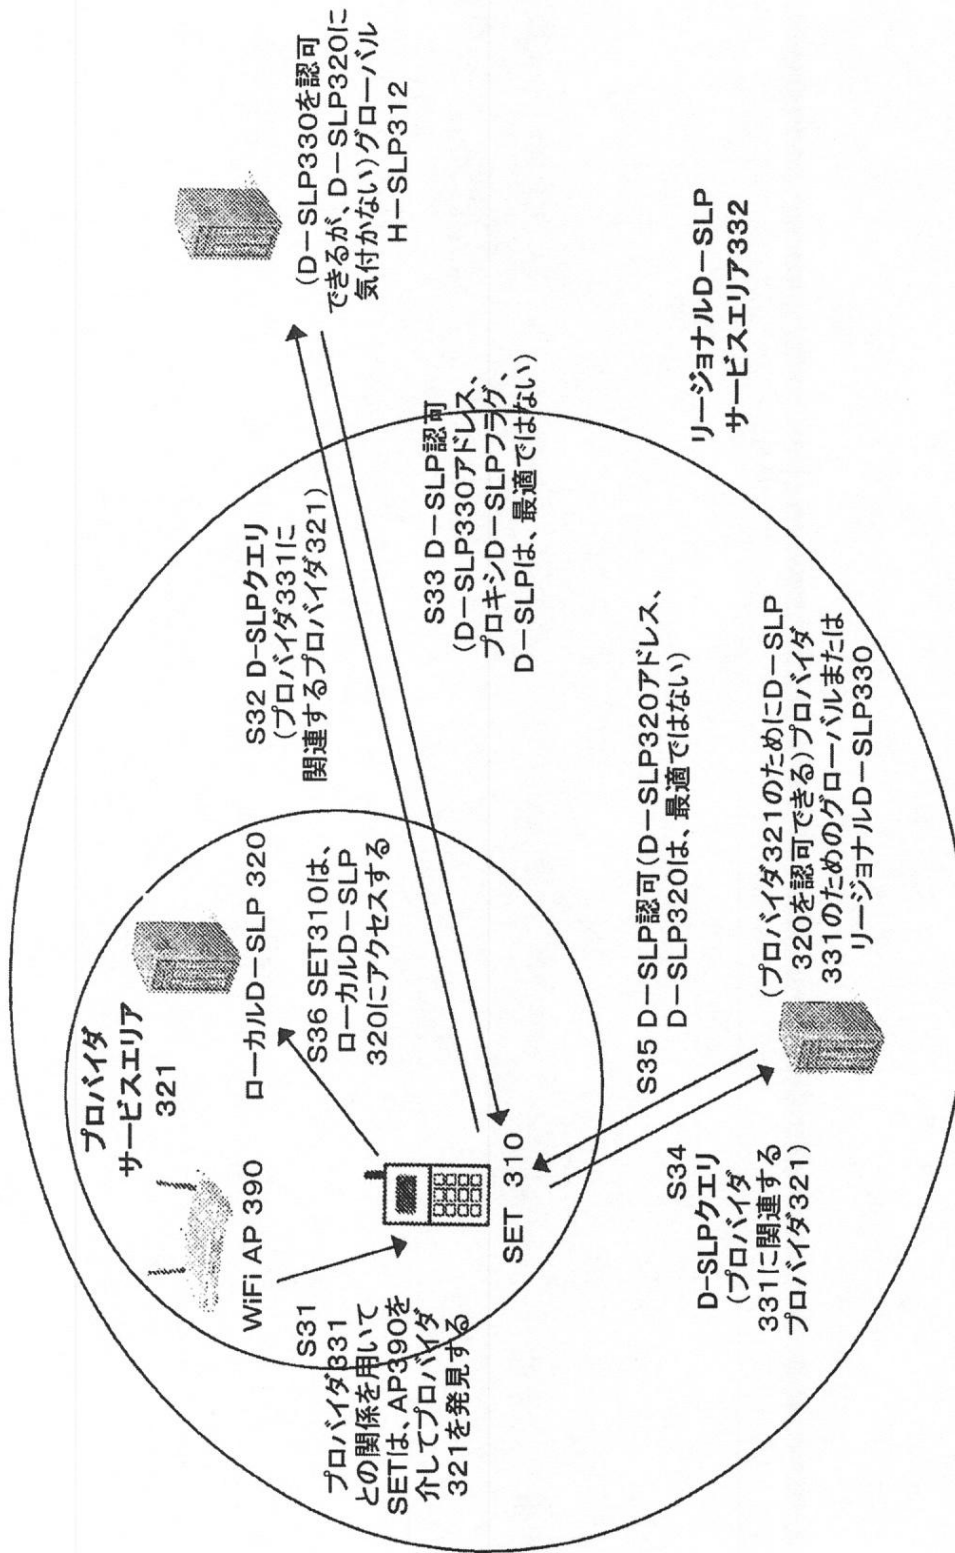 プロバイダ
サービスエリア
321
WiFi AP 390
ローカルD-SLP 320
S31
プロバイダ331
との関係を用いて
SETは、AP390を
介してプロバイダ
321を発見する
SET 310
S36 SET310は、
ローカルD-SLP
320にアクセスする
S32 D-SLPクエリ
(プロバイダ331に
関連するプロバイダ321)
(D-SLP330を認可
できるが、D-SLP320に
気付かない)グローバル
H-SLP312
S33 D-SLP認可
(D-SLP330アドレス、
プロキシD-SLPフラグ、
D-SLPは、最適ではない)
S34
D-SLPクエリ
(プロバイダ
331に関連する
プロバイダ321)
S35 D-SLP認可(D-SLP320アドレス、
D-SLP320は、最適ではない)
(プロバイダ321のためにD-SLP
320を認可できる)プロバイダ
331のためのグローバルまたは
リージョナルD-SLP330
リージョナルD-SLP
サービスエリア332